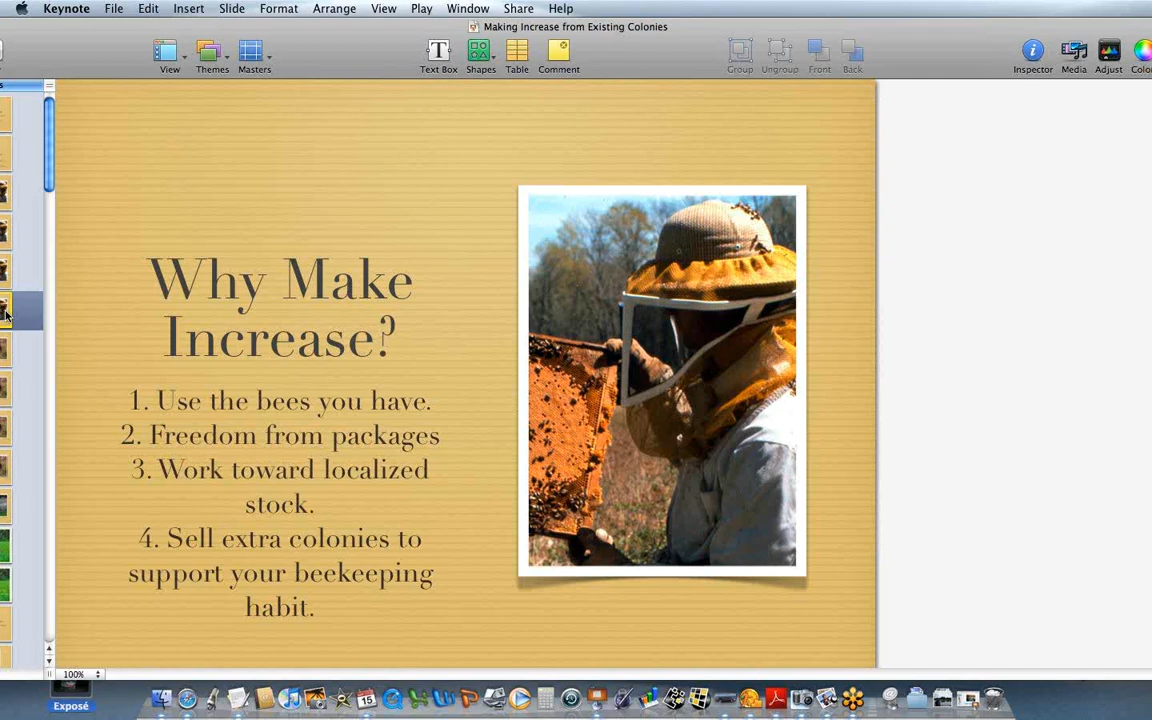 Keynote File Edit Insert Slide Format Arrange View Play Window Share Help
Making Increase from Existing Colonies
View Themes Masters Text Box Shapes Table Comment Group Ungroup Front Back Inspector Media Adjust Colo
Why Make
Increase?
1. Use the bees you have.
2. Freedom from packages
3. Work toward localized
stock.
4. Sell extra colonies to
support your beekeeping
habit.
100%
Exposé
15